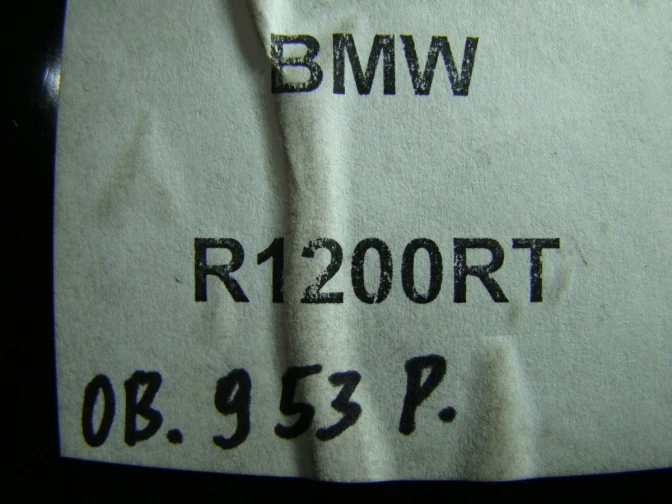 BMW
R1200RT
OB. 953 P.